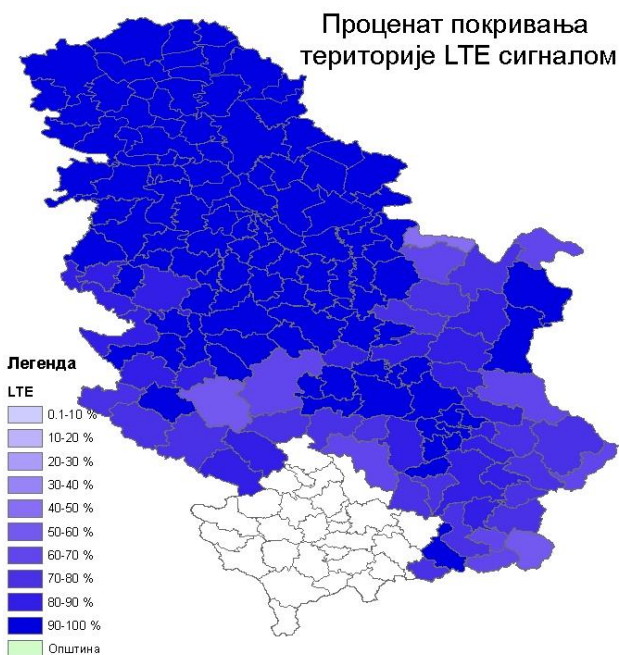 Проценат покривања
територије LTE сигналом
Легенда
LTE
0.1-10 %
10-20 %
20-30 %
30-40 %
40-50 %
50-60 %
60-70 %
70-80 %
80-90 %
90-100 %
Општина